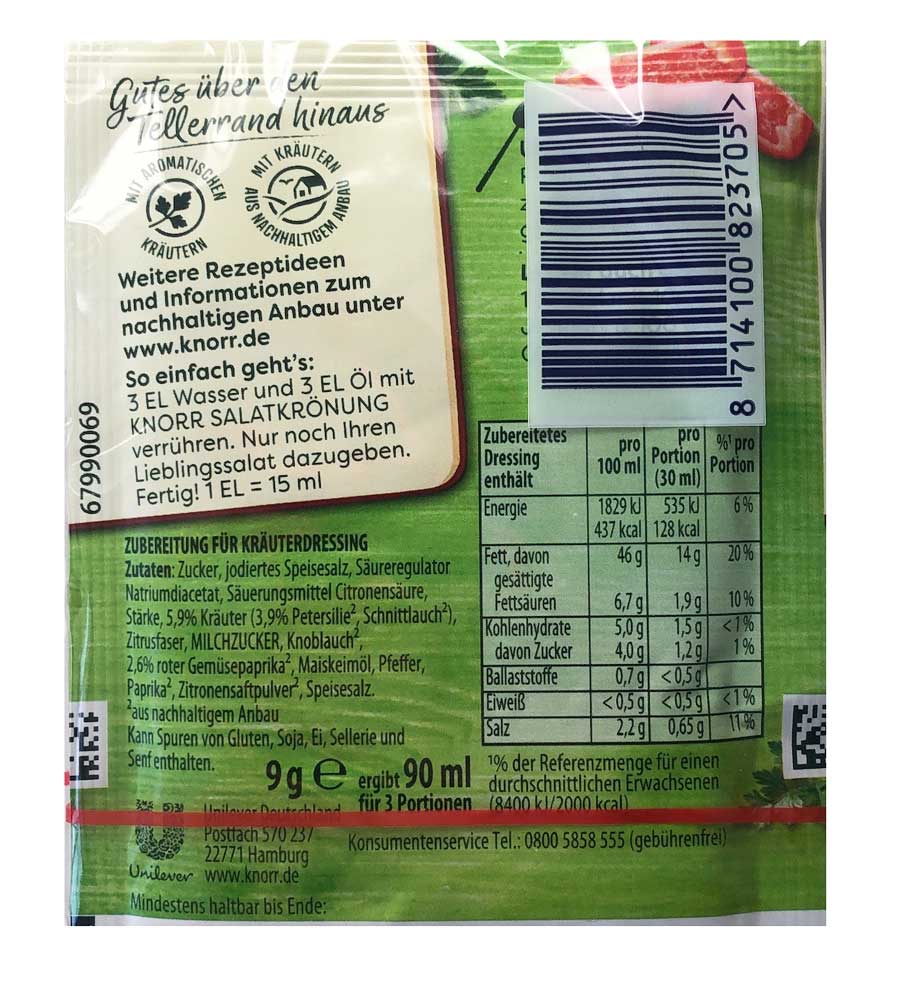 Gutes über den
Tellerrand hinaus
MIT AROMATISCHEN
KRÄUTERN
MIT KRÄUTERN
AUS NACHHALTIGEM ANBAU
Weitere Rezeptideen
und Informationen zum
nachhaltigen Anbau unter
www.knorr.de
So einfach geht's:
3 EL Wasser und 3 EL Öl mit
KNORR SALATKRÖNUNG
verrühren. Nur noch Ihren
Lieblingssalat dazugeben.
Fertig! 1 EL = 15 ml
67990069
8 714100 823705 >
ZUBEREITUNG FÜR KRÄUTERDRESSING
Zutaten: Zucker, jodiertes Speisesalz, Säureregulator
Natriumdiacetat, Säuerungsmittel Citronensäure,
Stärke, 5,9% Kräuter (3,9% Petersilie², Schnittlauch²),
Zitrusfaser, MILCHZUCKER, Knoblauch²,
2,6% roter Gemüsepaprika², Maiskeimöl, Pfeffer,
Paprika², Zitronensaftpulver², Speisesalz.
²aus nachhaltigem Anbau
Kann Spuren von Gluten, Soja, Ei, Sellerie und
Senf enthalten.
9 g e ergibt 90 ml
für 3 Portionen
Zubereitetes Dressing enthält pro 100 ml pro Portion (30 ml) %¹ pro Portion
Energie 1829 kJ 535 kJ 6%
437 kcal 128 kcal
Fett, davon 46 g 14 g 20%
gesättigte
Fettsäuren 6,7 g 1,9 g 10%
Kohlenhydrate 5,0 g 1,5 g <1%
davon Zucker 4,0 g 1,2 g 1%
Ballaststoffe 0,7 g <0,5 g
Eiweiß <0,5 g <0,5 g <1%
Salz 2,2 g 0,65 g 11%
¹% der Referenzmenge für einen
durchschnittlichen Erwachsenen
(8400 kJ/2000 kcal)
Unilever Deutschland
Postfach 570 237
22771 Hamburg
www.knorr.de
Unilever
Konsumentenservice Tel.: 0800 5858 555 (gebührenfrei)
Mindestens haltbar bis Ende: